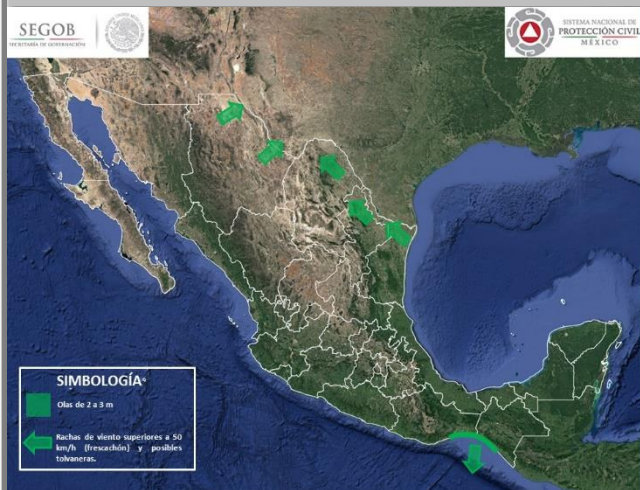 SEGOB
SECRETARÍA DE GOBERNACIÓN
SISTEMA NACIONAL DE
PROTECCIÓN CIVIL
MÉXICO
SIMBOLOGÍA
Olas de 2 a 3 m
Rachas de viento superiores a 50
km/h (frescachón) y posibles
tolvaneras.